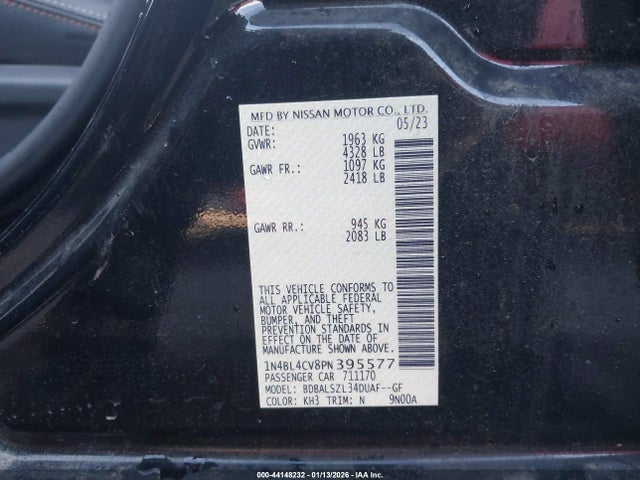 MFD BY NISSAN MOTOR CO., LTD.
DATE: 05/23
GVWR: 1963 KG
4328 LB
GAWR FR.: 1097 KG
2418 LB
GAWR RR.: 945 KG
2083 LB
THIS VEHICLE CONFORMS TO
ALL APPLICABLE FEDERAL
MOTOR VEHICLE SAFETY,
BUMPER, AND THEFT
PREVENTION STANDARDS IN
EFFECT ON THE DATE OF
MANUFACTURE SHOWN ABOVE.
1N4BL4CV8PN395577
PASSENGER CAR 711170
MODEL: BDBALSZL34DUAF--GF
COLOR: KH3 TRIM: N 9N00A
000-44148232 - 01/13/2026 - IAA Inc.